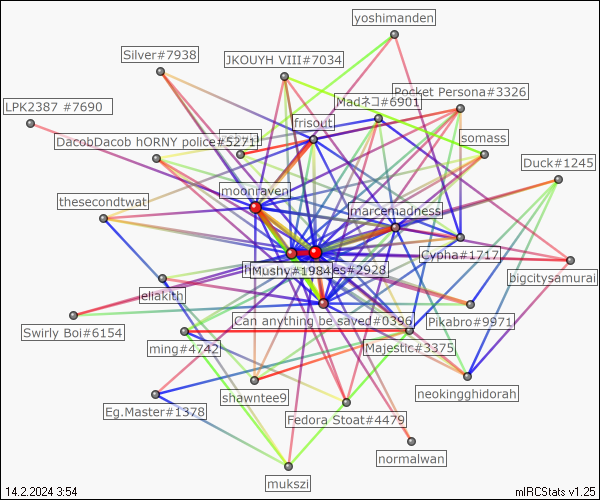 yoshimanden
Silver#7938
JKOUYH VIII#7034
Pocket Persona#3326
Madネコ#6901
LPK2387 #7690
frisout
somass
DacobDacob hORNY police#5271
Duck#1245
moonraven
thesecondtwat
marcemadness
Cypha#1717
Mushy#1984
es#2928
bigcitysamurai
eliakith
Swirly Boi#6154
Can anything be saved#0396
Pikabro#9971
ming#4742
Majestic#3375
neokingghidorah
shawntee9
Eg.Master#1378
Fedora Stoat#4479
normalwan
mukszi
14.2.2024 3:54
mIRCStats v1.25